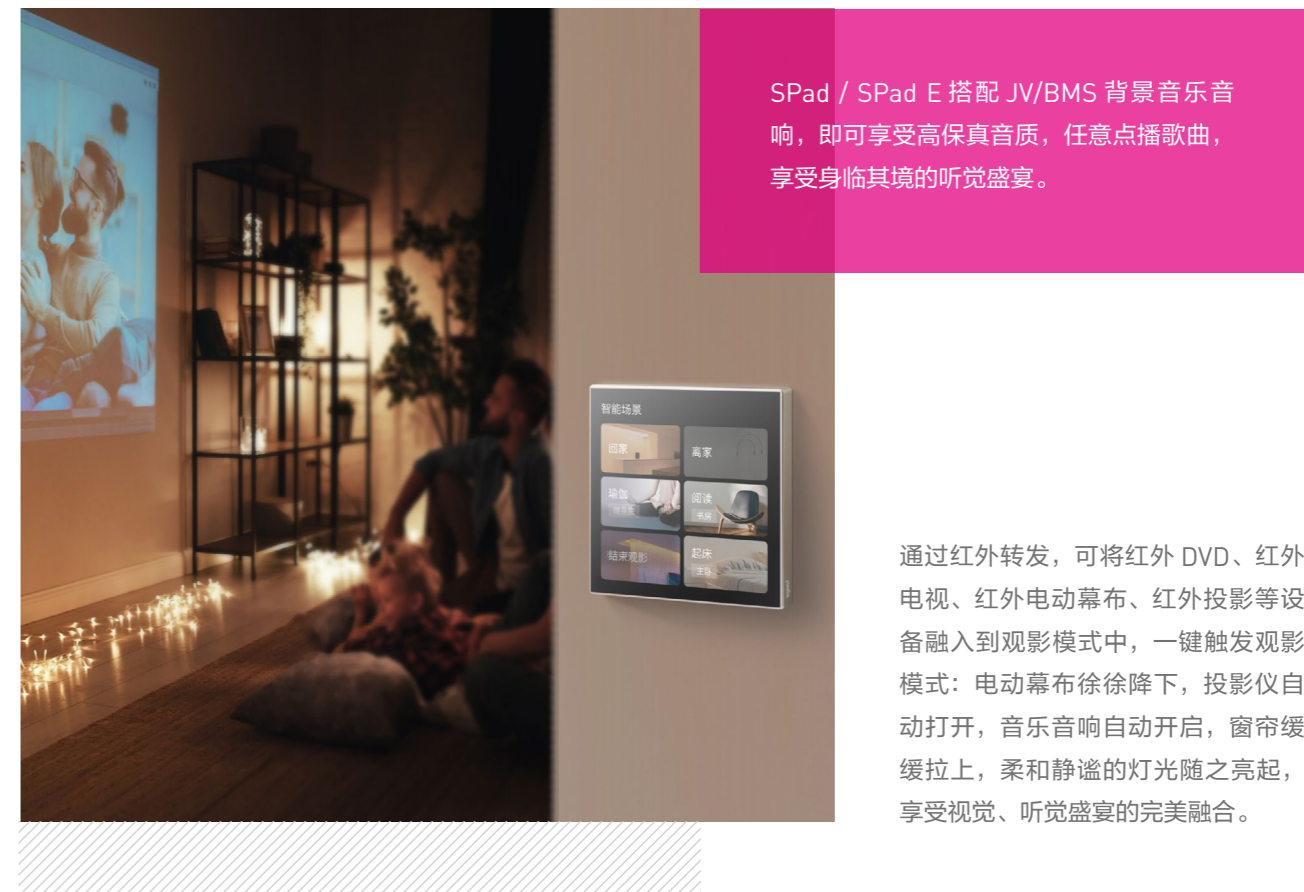 SPad / SPad E 搭配 JV/BMS 背景音乐音
响，即可享受高保真音质，任意点播歌曲，
享受身临其境的听觉盛宴。
智能场景
回家
离家
瑜伽
阅读
书房
结束观影
起床
主卧
通过红外转发，可将红外 DVD、红外
电视、红外电动幕布、红外投影等设
备融入到观影模式中，一键触发观影
模式：电动幕布徐徐降下，投影仪自
动打开，音乐音响自动开启，窗帘缓
缓拉上，柔和静谧的灯光随之亮起，
享受视觉、听觉盛宴的完美融合。